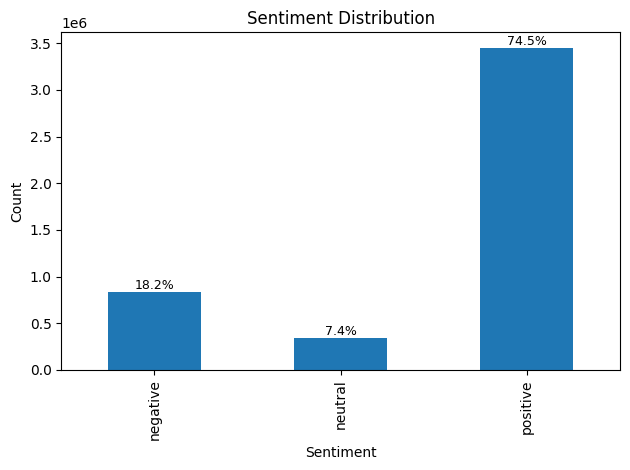 Sentiment Distribution
1e6
3.5
3.0
2.5
2.0
1.5
1.0
0.5
0.0
Count
18.2%
7.4%
74.5%
negative
neutral
positive
Sentiment